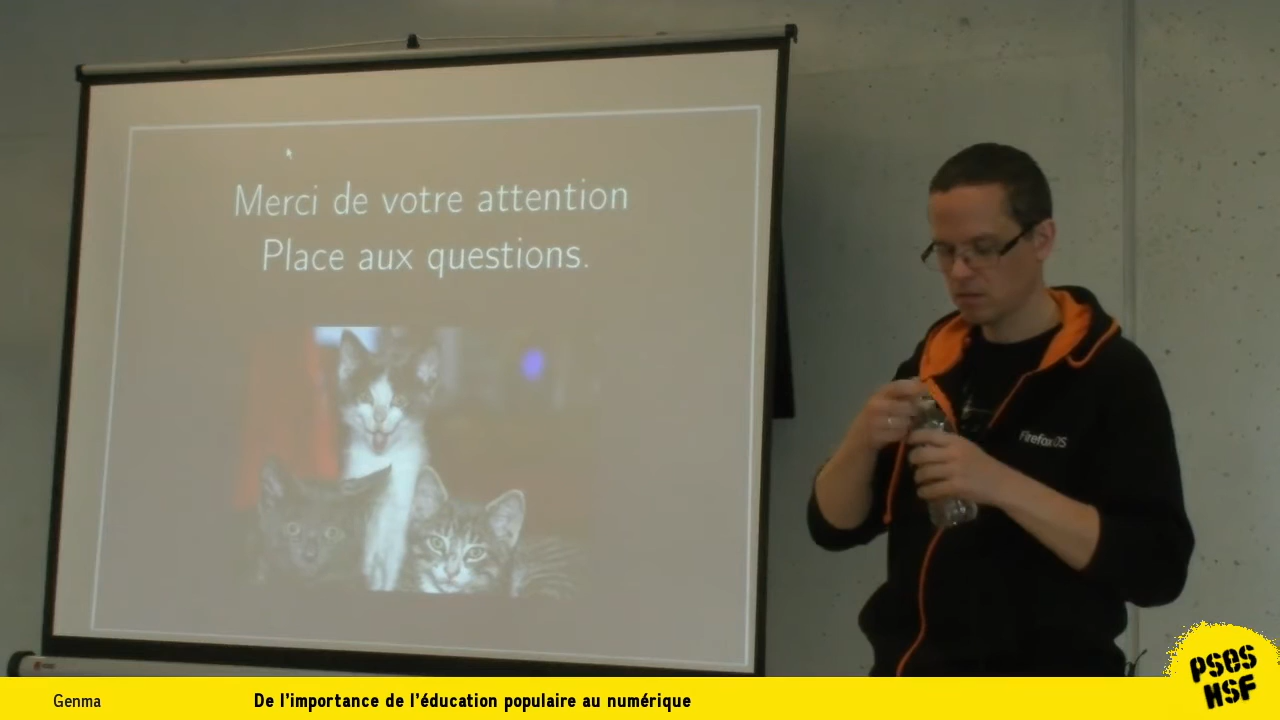 Merci de votre attention
Place aux questions.
FirefoxOS
PSES
HSF
Genma
De l'importance de l'éducation populaire au numérique